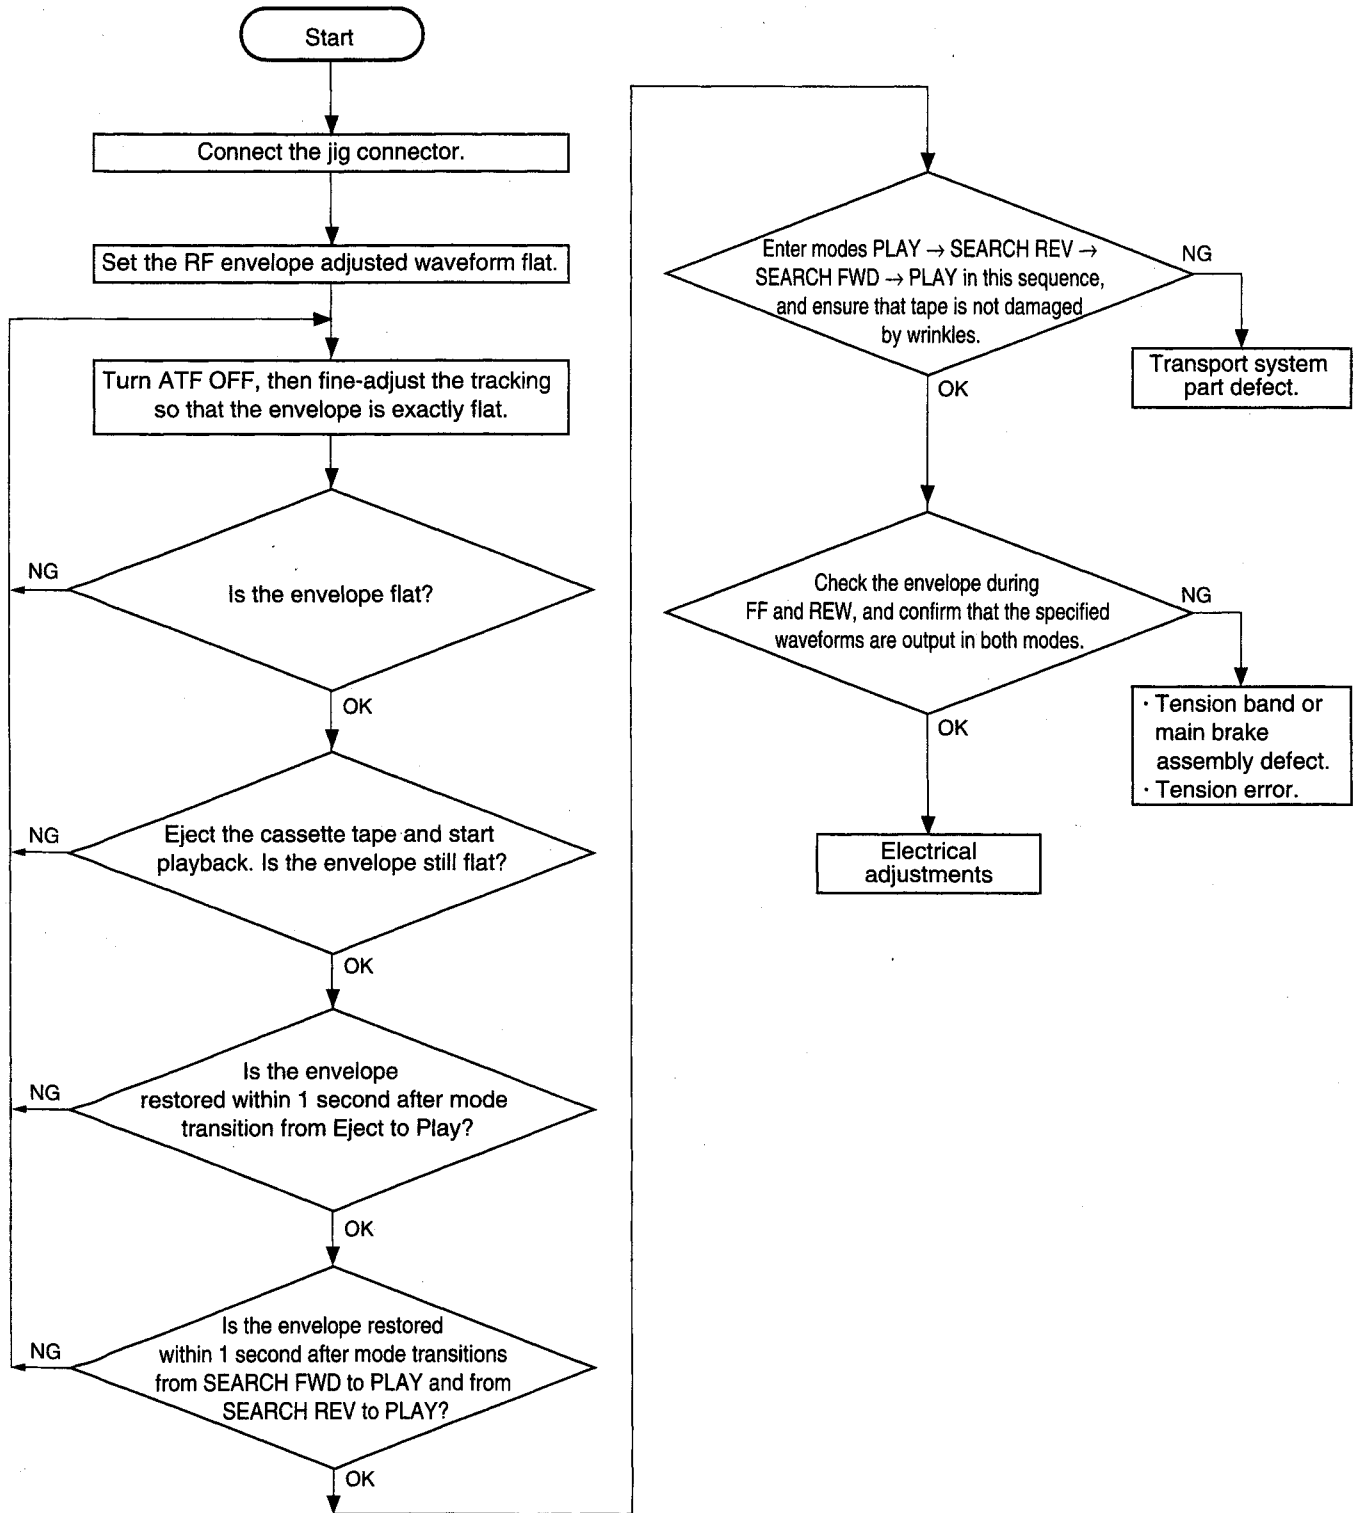 Start
Connect the jig connector.
Set the RF envelope adjusted waveform flat.
Turn ATF OFF, then fine-adjust the tracking
so that the envelope is exactly flat.
NG
Is the envelope flat?
OK
NG
Eject the cassette tape and start
playback. Is the envelope still flat?
OK
NG
Is the envelope
restored within 1 second after mode
transition from Eject to Play?
OK
NG
Is the envelope restored
within 1 second after mode transitions
from SEARCH FWD to PLAY and from
SEARCH REV to PLAY?
OK
Enter modes PLAY → SEARCH REV →
SEARCH FWD → PLAY in this sequence,
and ensure that tape is not damaged
by wrinkles.
NG
Transport system
part defect.
OK
Check the envelope during
FF and REW, and confirm that the specified
waveforms are output in both modes.
NG
· Tension band or
main brake
assembly defect.
· Tension error.
OK
Electrical
adjustments